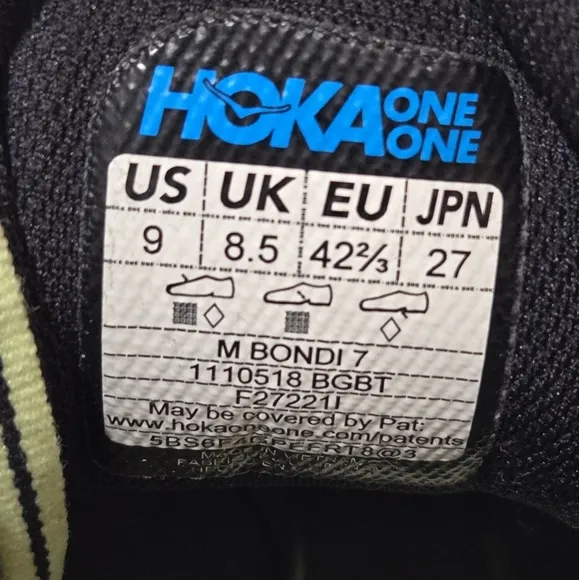 HOKA ONE ONE
US UK EU JPN
9 8.5 42⅔ 27
M BONDI 7
1110518 BGBT
F27221I
May be covered by Pat:
www.hokaoneone.com/patents